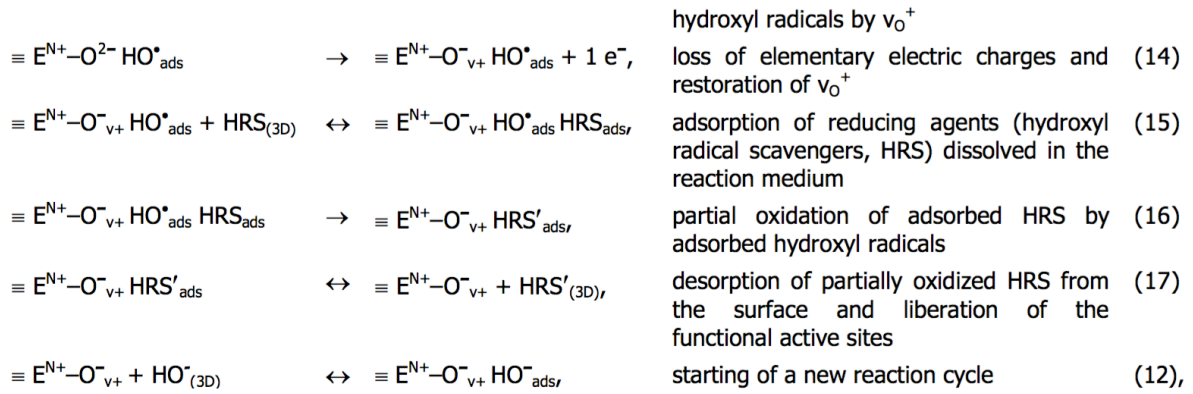 hydroxyl radicals by vO+
≡ EN+–O2– HO•ads → ≡ EN+–O–v+ HO•ads + 1 e–, loss of elementary electric charges and (14)
restoration of vO+
≡ EN+–O–v+ HO•ads + HRS(3D) ↔ ≡ EN+–O–v+ HO•ads HRSads, adsorption of reducing agents (hydroxyl (15)
radical scavengers, HRS) dissolved in the
reaction medium
≡ EN+–O–v+ HO•ads HRSads → ≡ EN+–O–v+ HRS′ads, partial oxidation of adsorbed HRS by (16)
adsorbed hydroxyl radicals
≡ EN+–O–v+ HRS′ads ↔ ≡ EN+–O–v+ + HRS′(3D), desorption of partially oxidized HRS from (17)
the surface and liberation of the
functional active sites
≡ EN+–O–v+ + HO-(3D) ↔ ≡ EN+–O–v+ HO–ads, starting of a new reaction cycle (12),